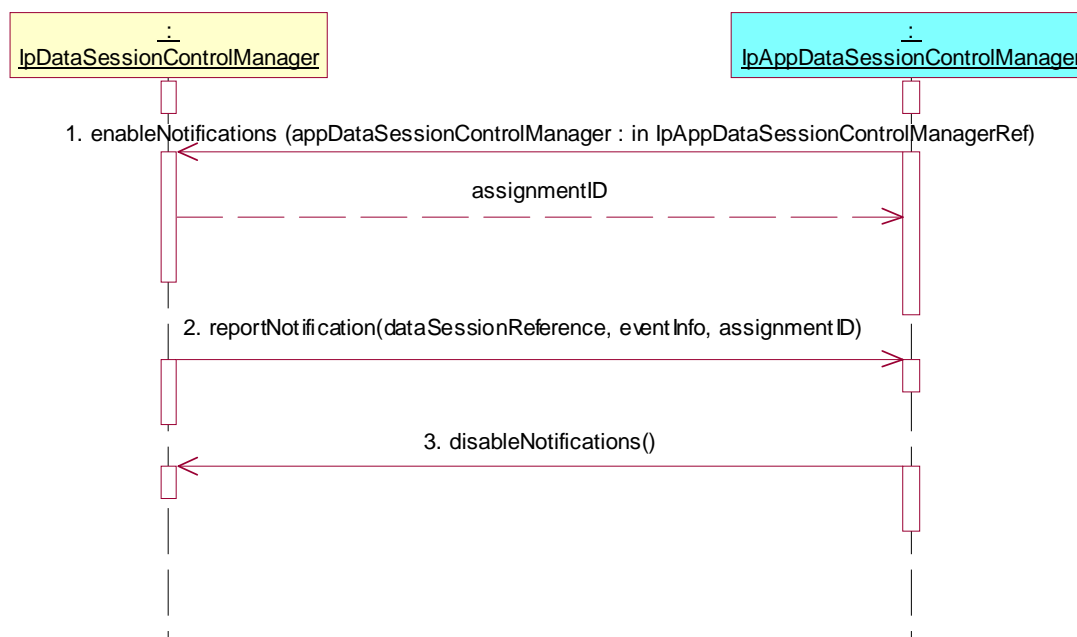 :
IpDataSessionControlManager
:
IpAppDataSessionControlManager
1. enableNotifications (appDataSessionControlManager : in IpAppDataSessionControlManagerRef)
assignmentID
2. reportNotification(dataSessionReference, eventInfo, assignmentID)
3. disableNotifications()